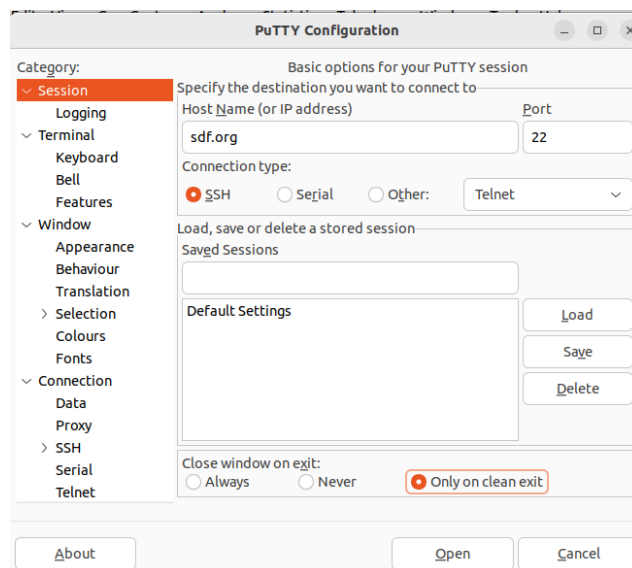 PuTTY Configuration
Category:
Session
Logging
Terminal
Keyboard
Bell
Features
Window
Appearance
Behaviour
Translation
Selection
Colours
Fonts
Connection
Data
Proxy
SSH
Serial
Telnet
Basic options for your PuTTY session
Specify the destination you want to connect to
Host Name (or IP address) Port
sdf.org 22
Connection type:
SSH Serial Other: Telnet
Load, save or delete a stored session
Saved Sessions
Default Settings
Load
Save
Delete
Close window on exit:
Always Never Only on clean exit
About Open Cancel